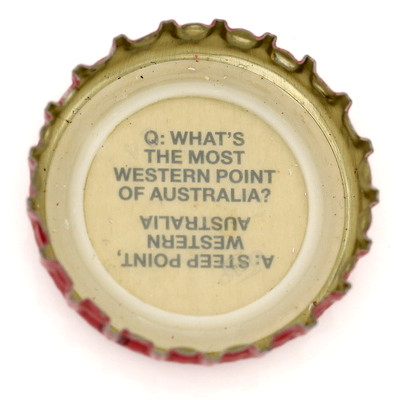 Q: WHAT'S
THE MOST
WESTERN POINT
OF AUSTRALIA?
A: STEEP POINT,
WESTERN
AUSTRALIA